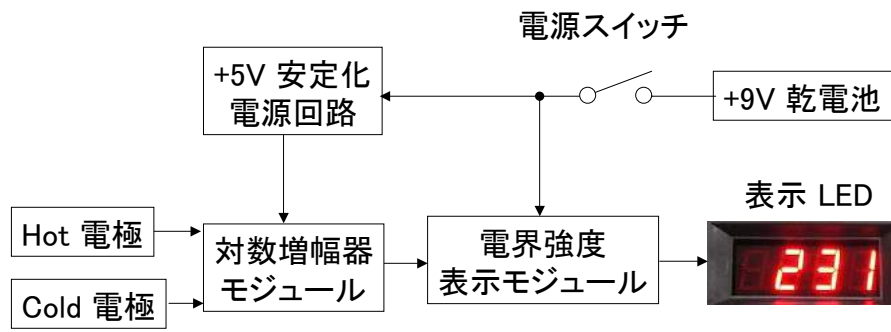 電源スイッチ
+5V 安定化
電源回路
+9V 乾電池
表示 LED
Hot 電極
対数増幅器
モジュール
電界強度
表示モジュール
231
Cold 電極